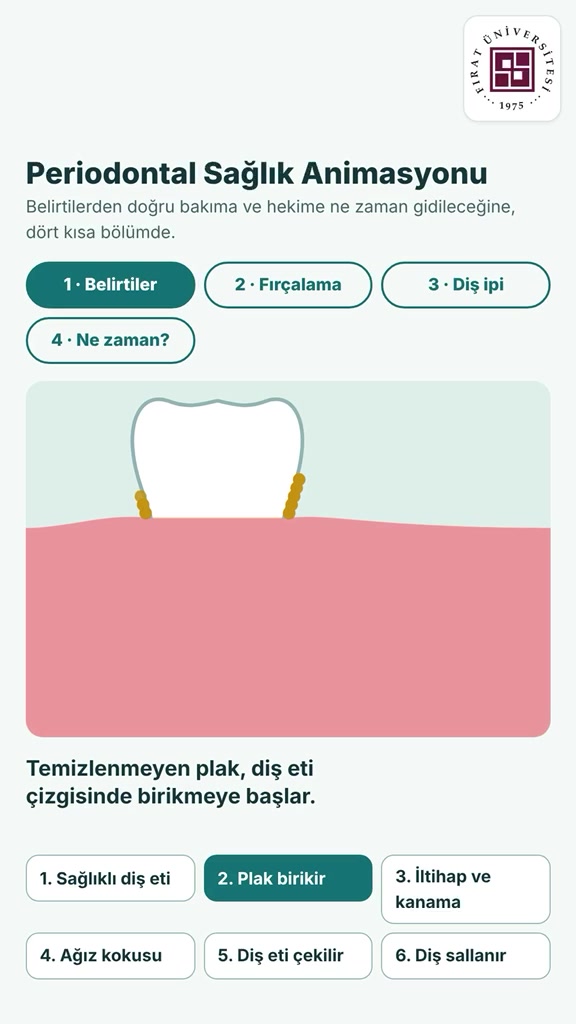 FIRAT ÜNİVERSİTESİ
1975
Periodontal Sağlık Animasyonu
Belirtilerden doğru bakıma ve hekime ne zaman gidileceğine,
dört kısa bölümde.
1 · Belirtiler
2 · Fırçalama
3 · Diş ipi
4 · Ne zaman?
Temizlenmeyen plak, diş eti
çizgisinde birikmeye başlar.
1. Sağlıklı diş eti
2. Plak birikir
3. İltihap ve
kanama
4. Ağız kokusu
5. Diş eti çekilir
6. Diş sallanır